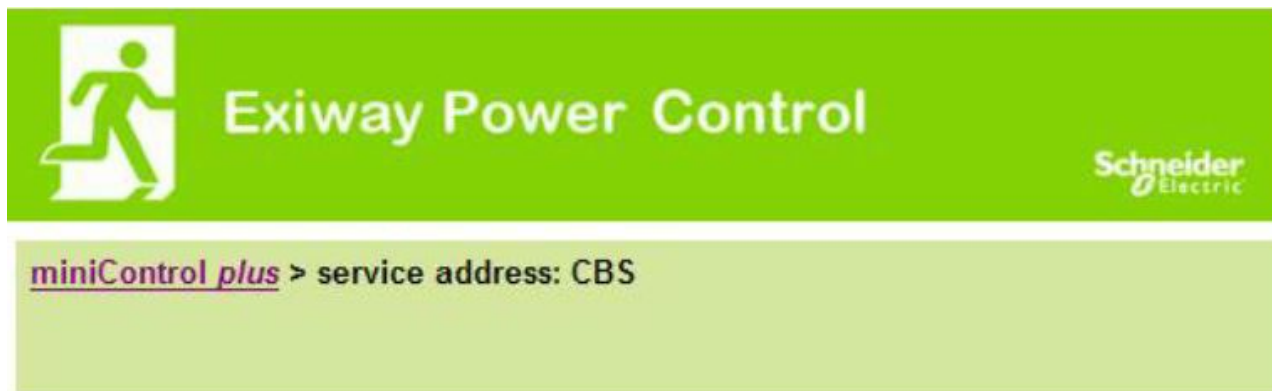 Exiway Power Control
Schneider
Electric
miniControl plus > service address: CBS